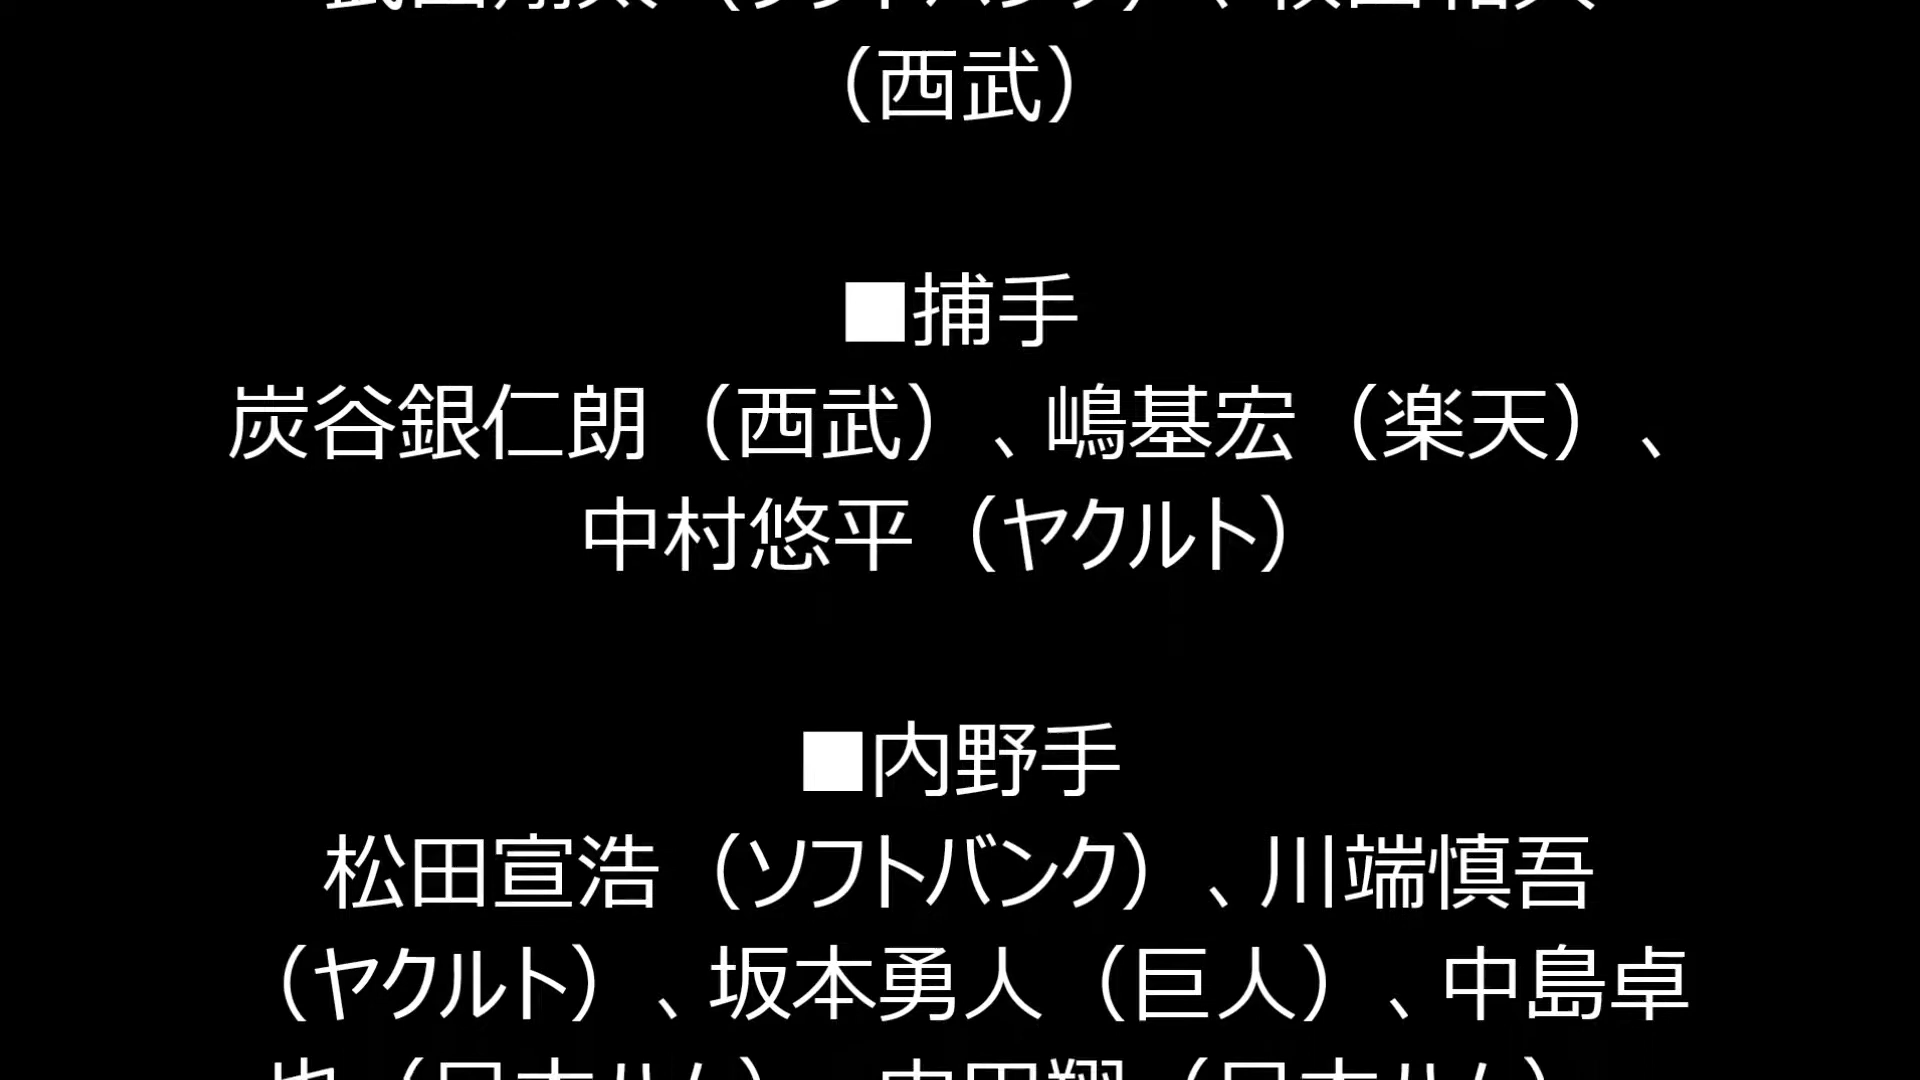 （西武）
■捕手
炭谷銀仁朗（西武）、嶋基宏（楽天）、
中村悠平（ヤクルト）
■内野手
松田宣浩（ソフトバンク）、川端慎吾
（ヤクルト）、坂本勇人（巨人）、中島卓